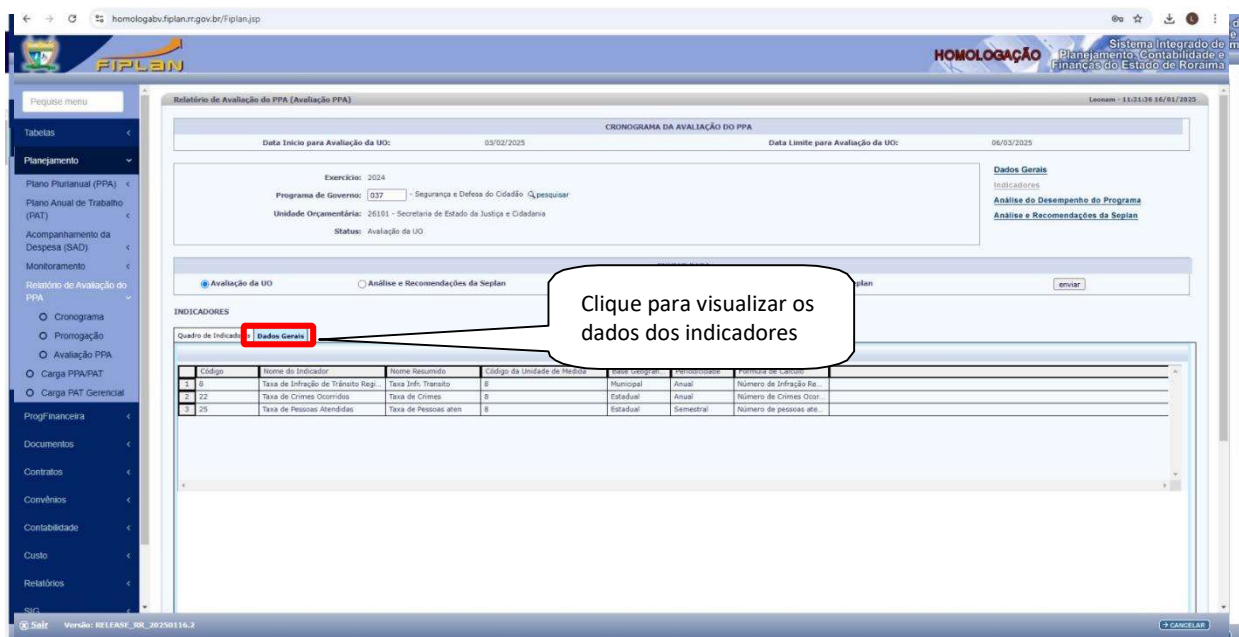 homologabv.fiplan.rr.gov.br/Fiplan.jsp
FIPLAN
HOMOLOGAÇÃO
Sistema Integrado de
Planejamento, Contabilidade e
Finanças do Estado de Roraima
Pequise menu
Tabelas
Planejamento
Plano Plurianual (PPA)
Plano Anual de Trabalho
(PAT)
Acompanhamento da
Despesa (SAD)
Monitoramento
Relatório de Avaliação do
PPA
Cronograma
Prorrogação
Avaliação PPA
Carga PPA/PAT
Carga PAT Gerencial
ProgFinanceira
Documentos
Contratos
Convênios
Contabilidade
Custo
Relatórios
SIG
Relatório de Avaliação do PPA (Avaliação PPA)
Leonam - 11:21:36 16/01/2025
CRONOGRAMA DA AVALIAÇÃO DO PPA
Data Início para Avaliação da UO: 03/02/2025 Data Limite para Avaliação da UO: 06/03/2025
Exercício: 2024
Programa de Governo: 037 - Segurança e Defesa do Cidadão pesquisar
Unidade Orçamentária: 26101 - Secretaria de Estado da Justiça e Cidadania
Status: Avaliação da UO
Dados Gerais
Indicadores
Análise do Desempenho do Programa
Análise e Recomendações da Seplan
Avaliação da UO Análise e Recomendações da Seplan eplan enviar
INDICADORES
Quadro de Indicado s Dados Gerais
Clique para visualizar os
dados dos indicadores
Código Nome do Indicador Nome Resumido Código da Unidade de Medida Base Geográfi... Periodicidade Fórmula de Cálculo
1 8 Taxa de Infração de Trânsito Regi... Taxa Infr. Transito 8 Municipal Anual Número de Infração Re...
2 22 Taxa de Crimes Ocorridos Taxa de Crimes 8 Estadual Anual Número de Crimes Ocor...
3 25 Taxa de Pessoas Atendidas Taxa de Pessoas aten 8 Estadual Semestral Número de pessoas ate...
Sair Versão: RELEASE_RR_20250116.2
CANCELAR